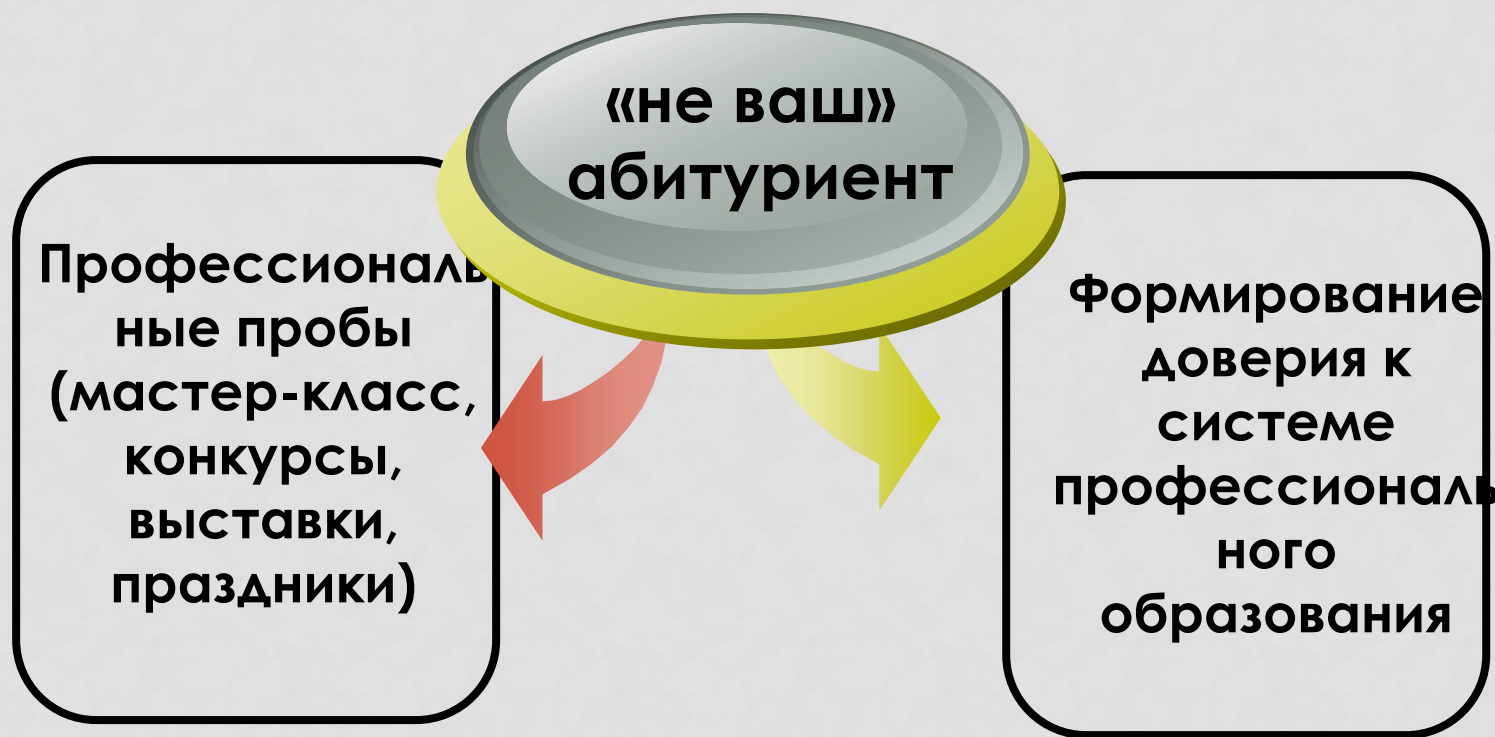 «не ваш»
абитуриент
Профессиональ
ные пробы
(мастер-класс,
конкурсы,
выставки,
праздники)
Формирование
доверия к
системе
профессиональ
ного
образования